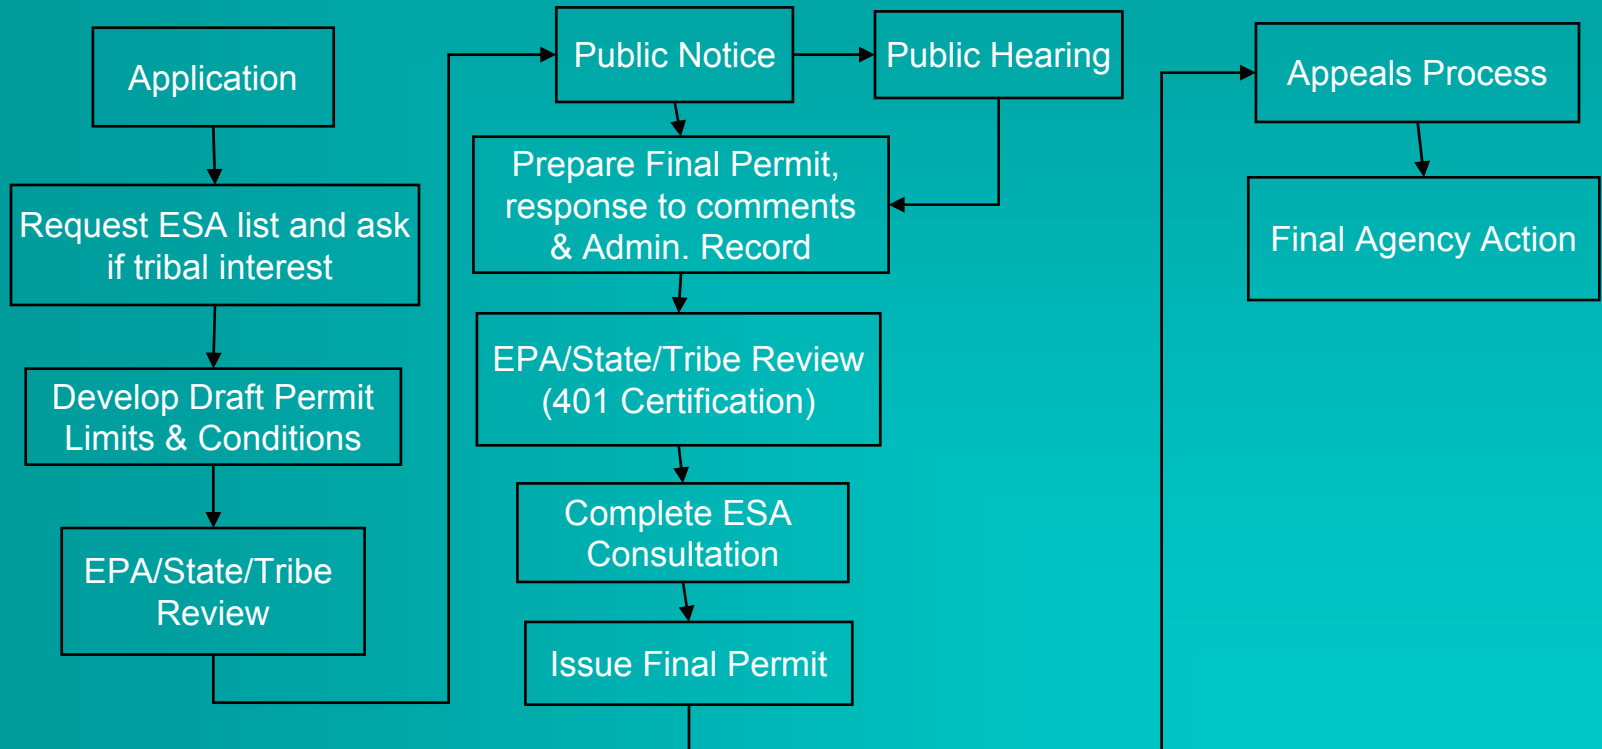 Application
Request ESA list and ask
if tribal interest
Develop Draft Permit
Limits & Conditions
EPA/State/Tribe
Review
Public Notice
Public Hearing
Prepare Final Permit,
response to comments
& Admin. Record
EPA/State/Tribe Review
(401 Certification)
Complete ESA
Consultation
Issue Final Permit
Appeals Process
Final Agency Action